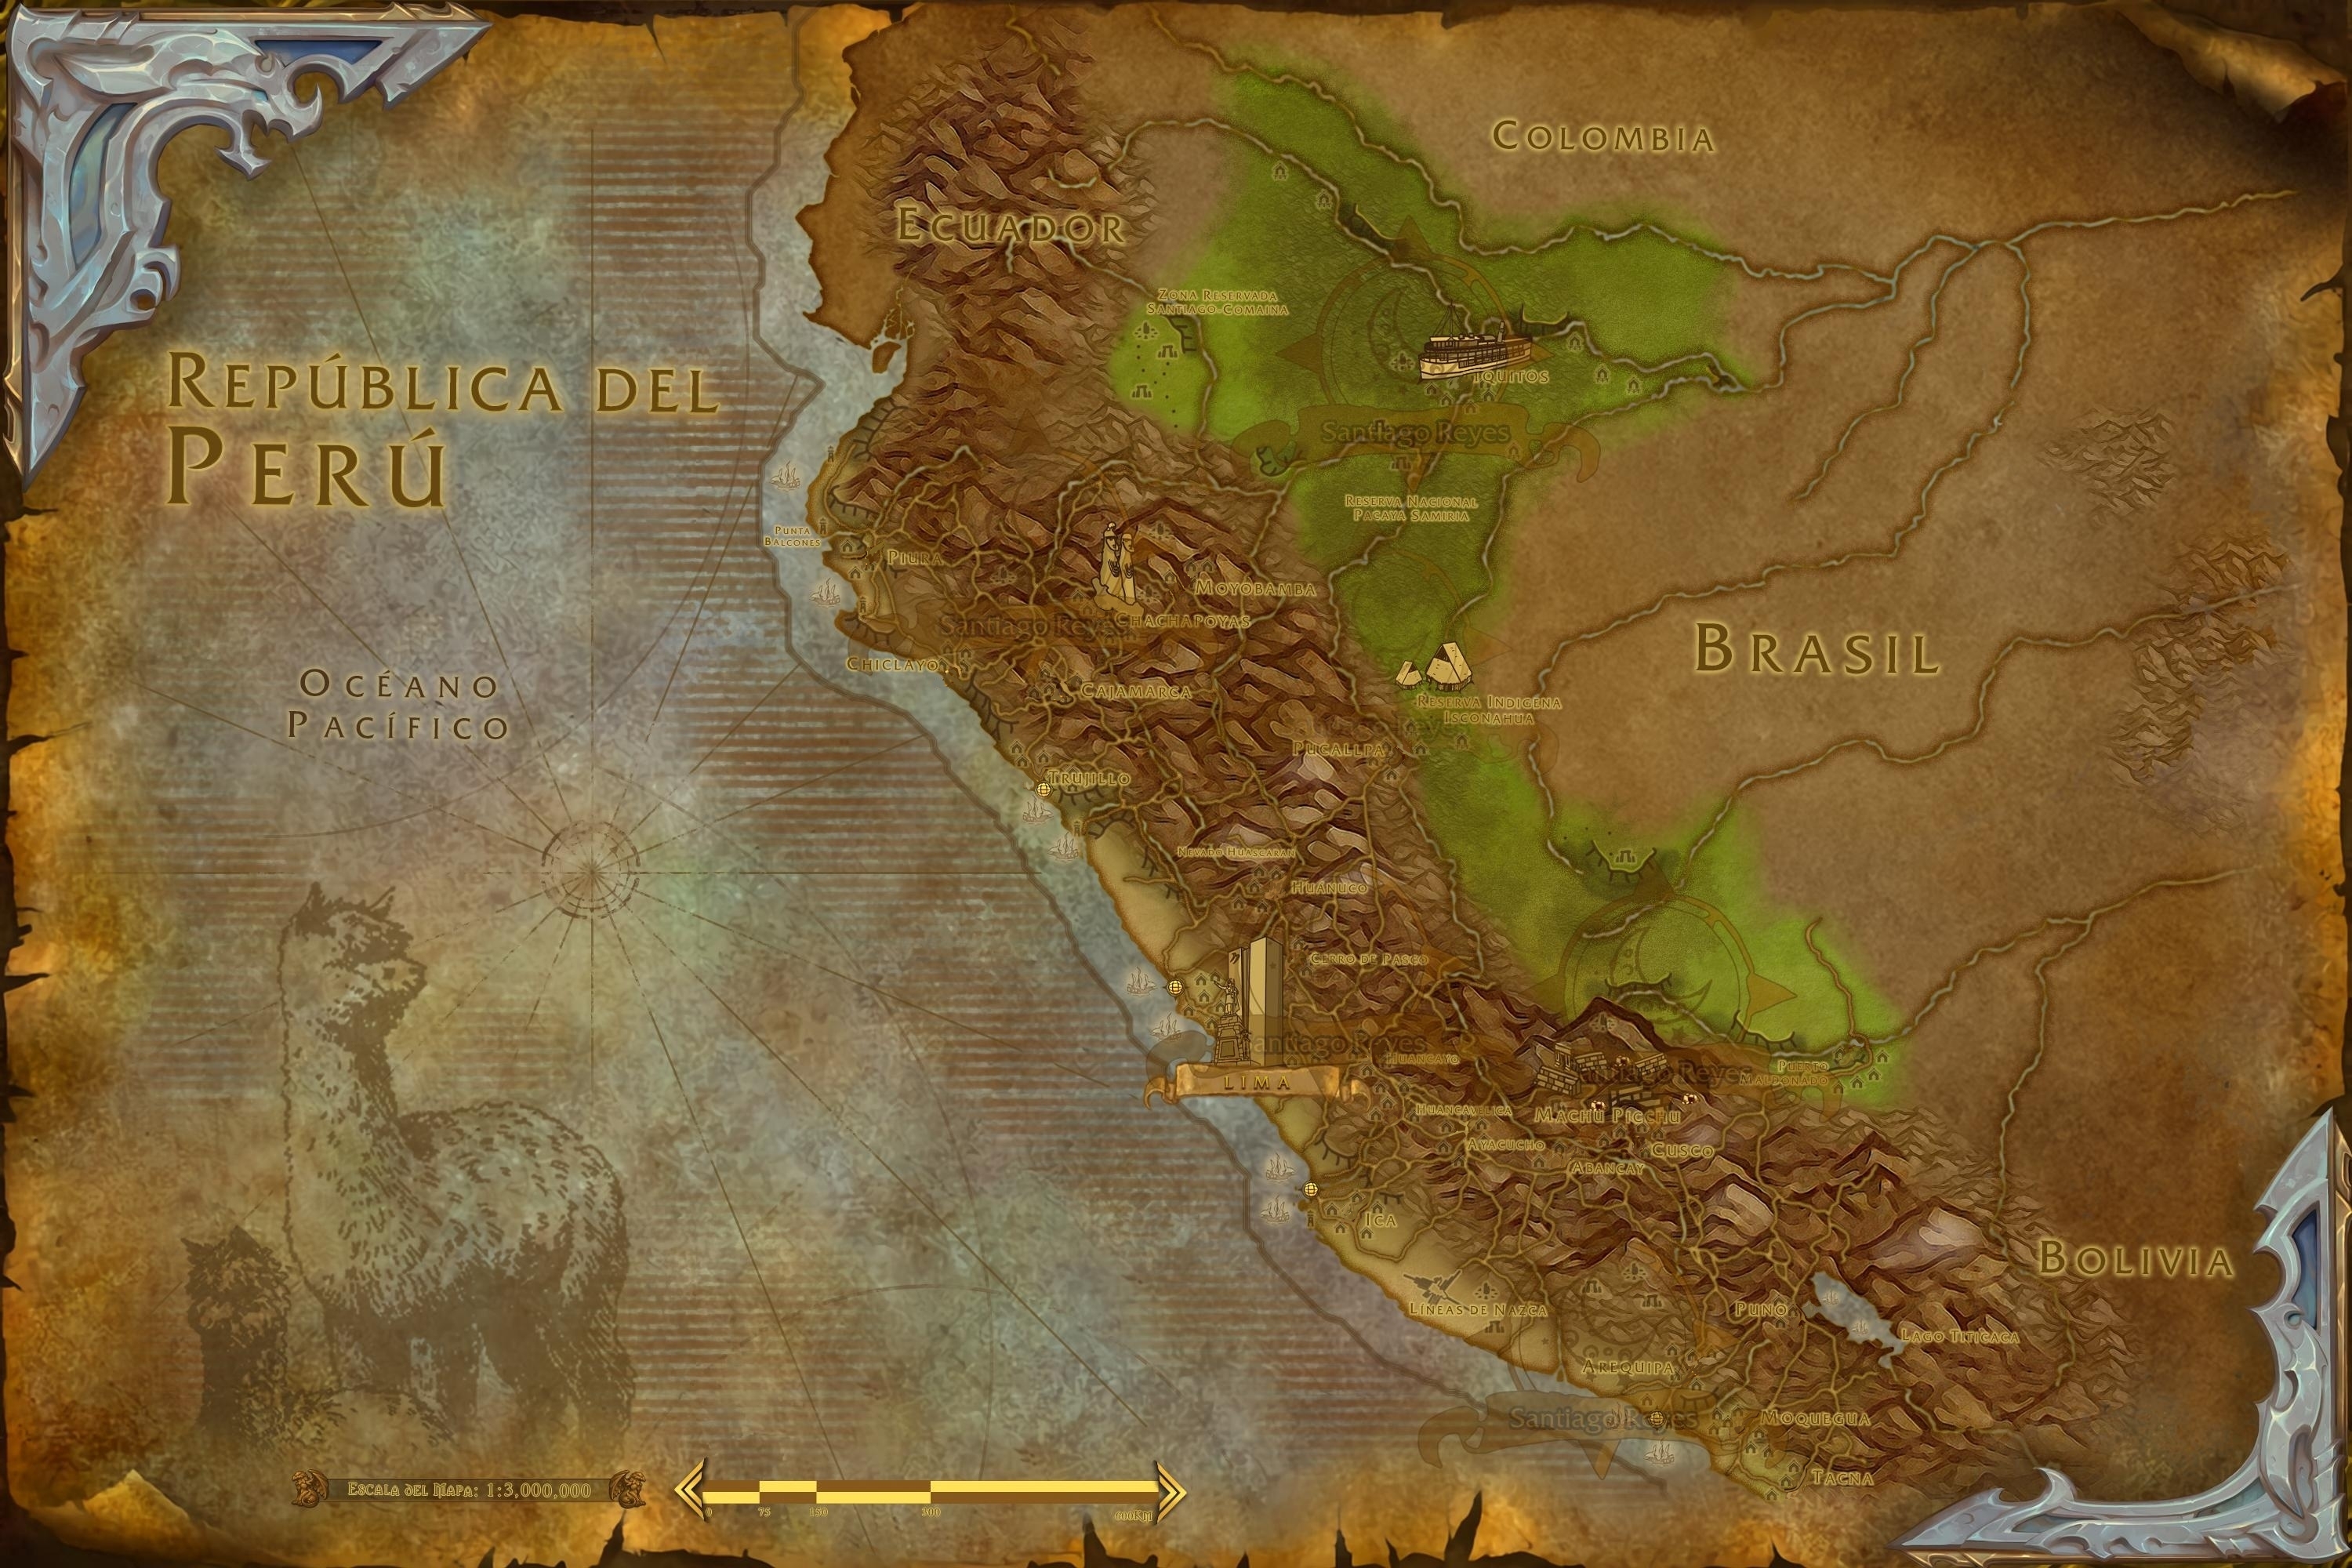 Colombia
Ecuador
Zona Reservada
Santiago-Comaina
República del
Perú
Iquitos
Santiago Reyes
Reserva Nacional
Pacaya Samiria
Punta
Balcones
Piura
Moyobamba
Chachapoyas
Santiago Reyes
Brasil
Chiclayo
Océano
Pacífico
Cajamarca
Reserva Indigéna
Isconahua
Pucallpa
Trujillo
Nevado Huascaran
Huánuco
Cerro de Pasco
Santiago Reyes
Huancayo
Lima
Santiago Reyes
Puerto
Maldonado
Huancavelica
Machu Picchu
Ayacucho
Cusco
Abancay
Ica
Bolivia
Líneas de Nazca
Puno
Lago Titicaca
Arequipa
Santiago Reyes
Moquegua
Tacna
Escala del Mapa: 1:3,000,000
0 75 150 300 600KM